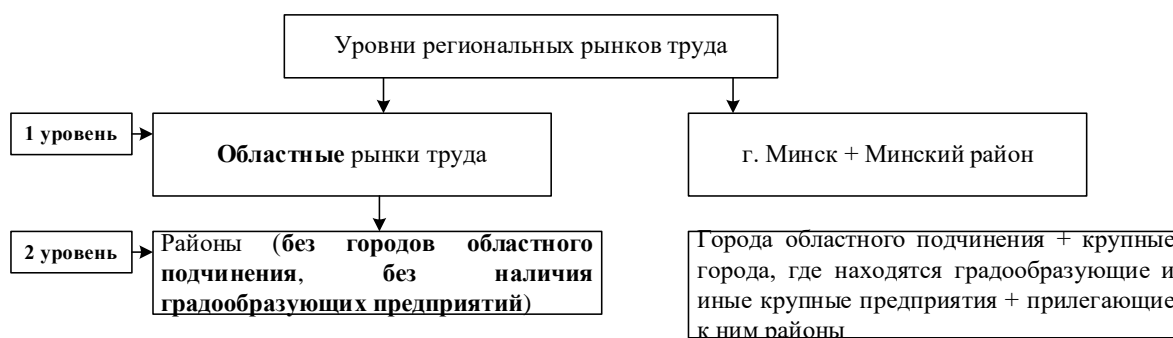 Уровни региональных рынков труда
1 уровень
Областные рынки труда
г. Минск + Минский район
2 уровень
Районы (без городов областного
подчинения, без наличия
градообразующих предприятий)
Города областного подчинения + крупные
города, где находятся градообразующие и
иные крупные предприятия + прилегающие
к ним районы